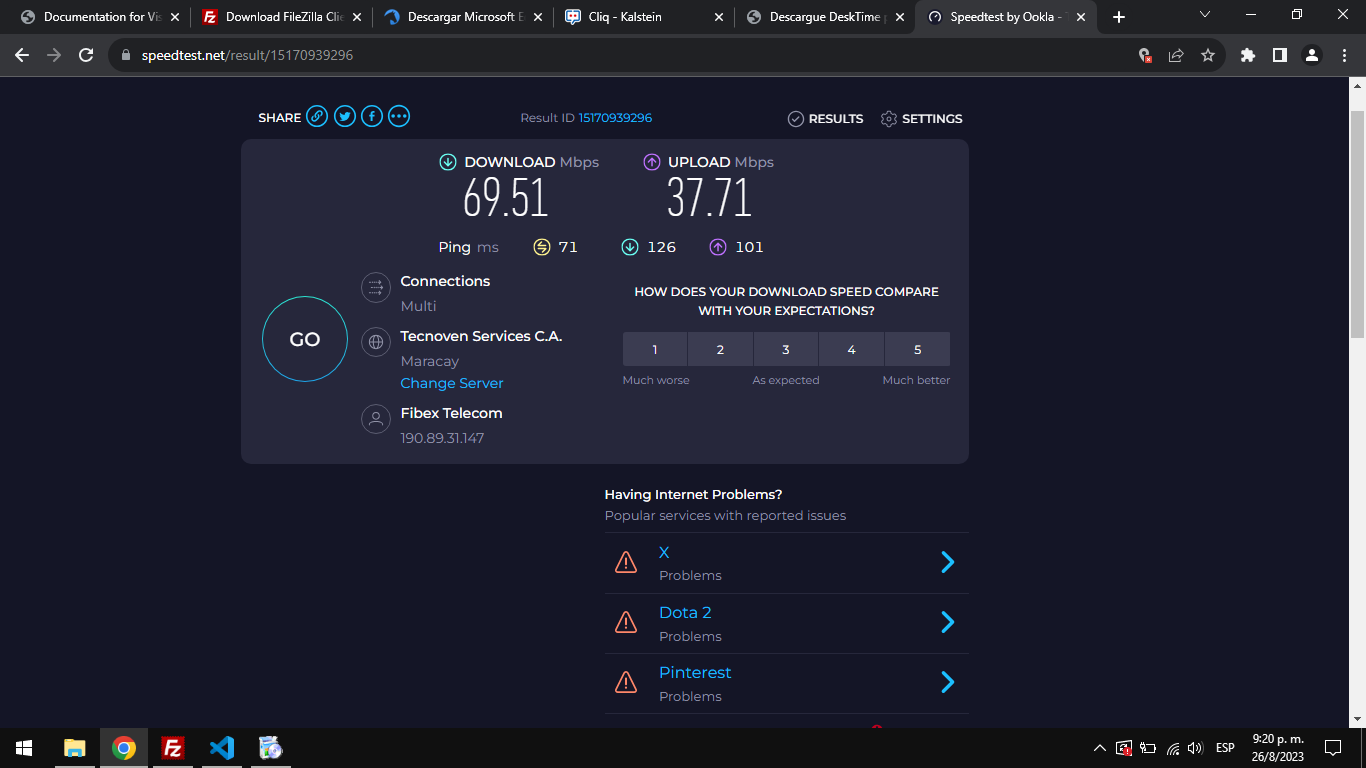 Documentation for Vis
Download FileZilla Clie
Descargar Microsoft E
Cliq - Kalstein
Descargue DeskTime p
Speedtest by Ookla - T
speedtest.net/result/15170939296
SHARE
Result ID 15170939296
RESULTS
SETTINGS
DOWNLOAD Mbps
69.51
UPLOAD Mbps
37.71
Ping ms 71 126 101
GO
Connections
Multi
Tecnoven Services C.A.
Maracay
Change Server
Fibex Telecom
190.89.31.147
HOW DOES YOUR DOWNLOAD SPEED COMPARE
WITH YOUR EXPECTATIONS?
1 2 3 4 5
Much worse As expected Much better
Having Internet Problems?
Popular services with reported issues
X
Problems
Dota 2
Problems
Pinterest
Problems
ESP
9:20 p. m.
26/8/2023